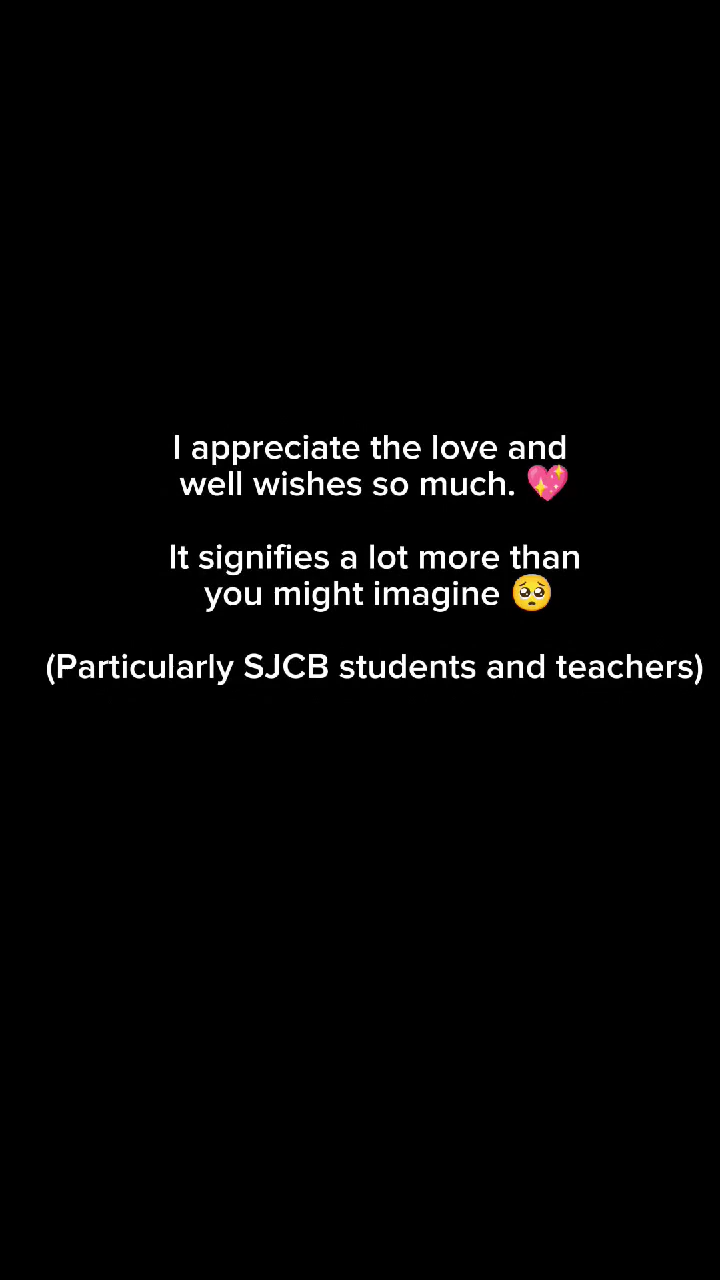 I appreciate the love and
well wishes so much. 💖
It signifies a lot more than
you might imagine 🥺
(Particularly SJCB students and teachers)